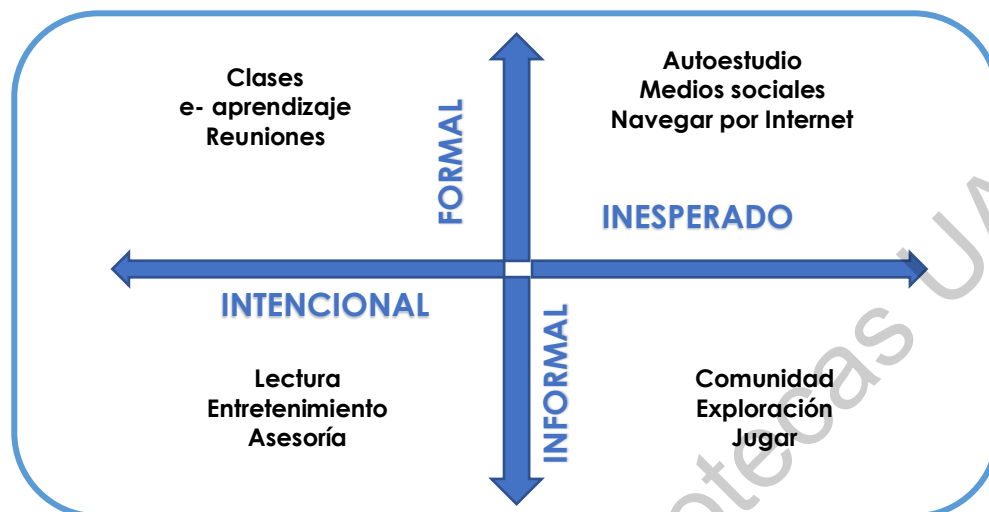 Clases
e- aprendizaje
Reuniones
Autoestudio
Medios sociales
Navegar por Internet
FORMAL
INESPERADO
INTENCIONAL
INFORMAL
Lectura
Entretenimiento
Asesoría
Comunidad
Exploración
Jugar